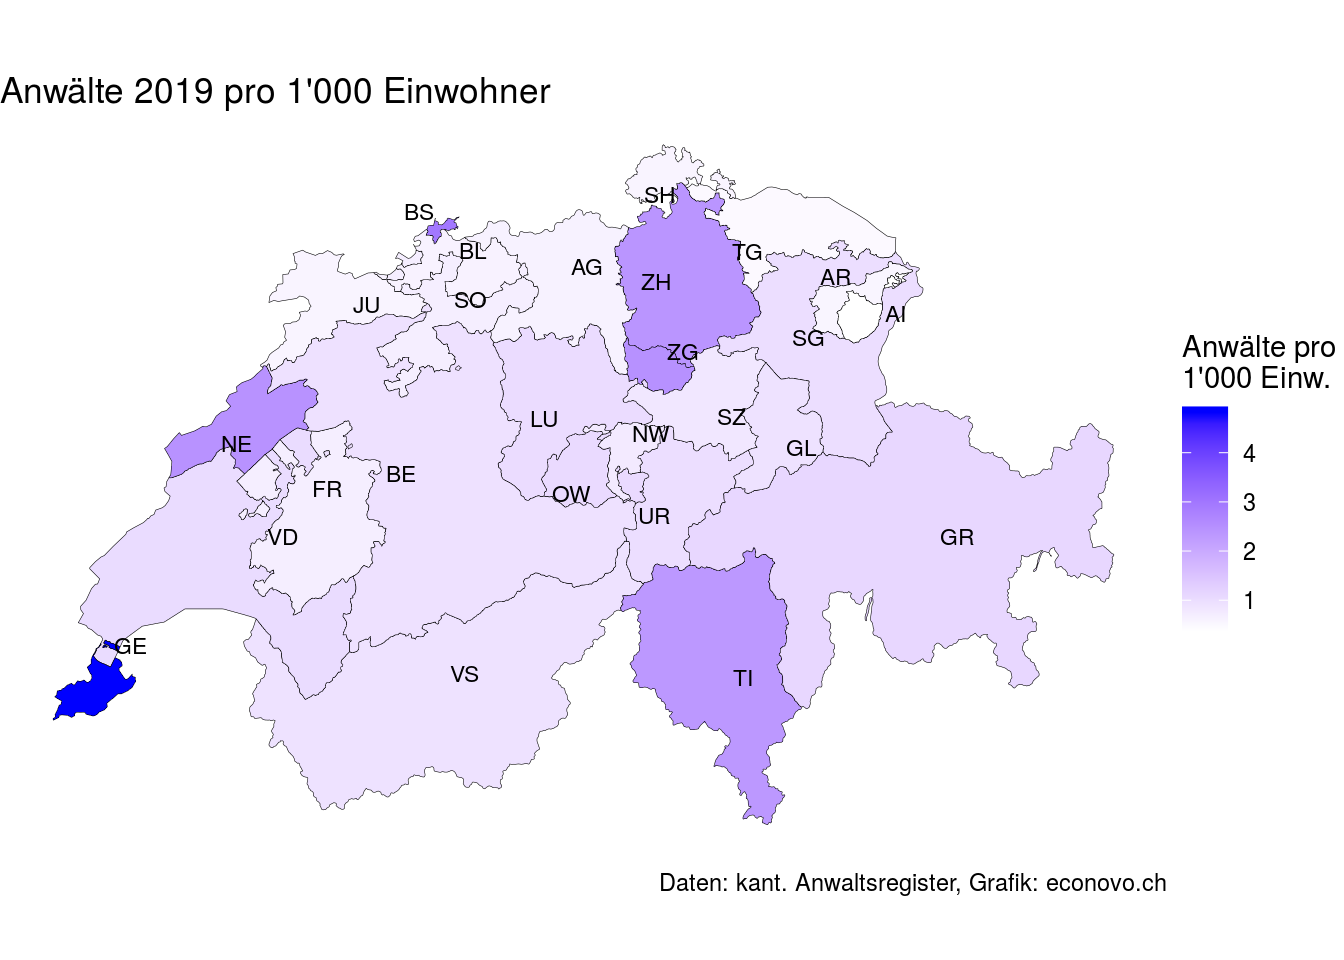 Anwälte 2019 pro 1'000 Einwohner
SH
BS
BL
TG
AG
AR
ZH
JU
SO
AI
SG
ZG
SZ
LU
NW
NE
GL
BE
FR
OW
UR
VD
GR
GE
VS
TI
Anwälte pro
1'000 Einw.
4
3
2
1
Daten: kant. Anwaltsregister, Grafik: econovo.ch